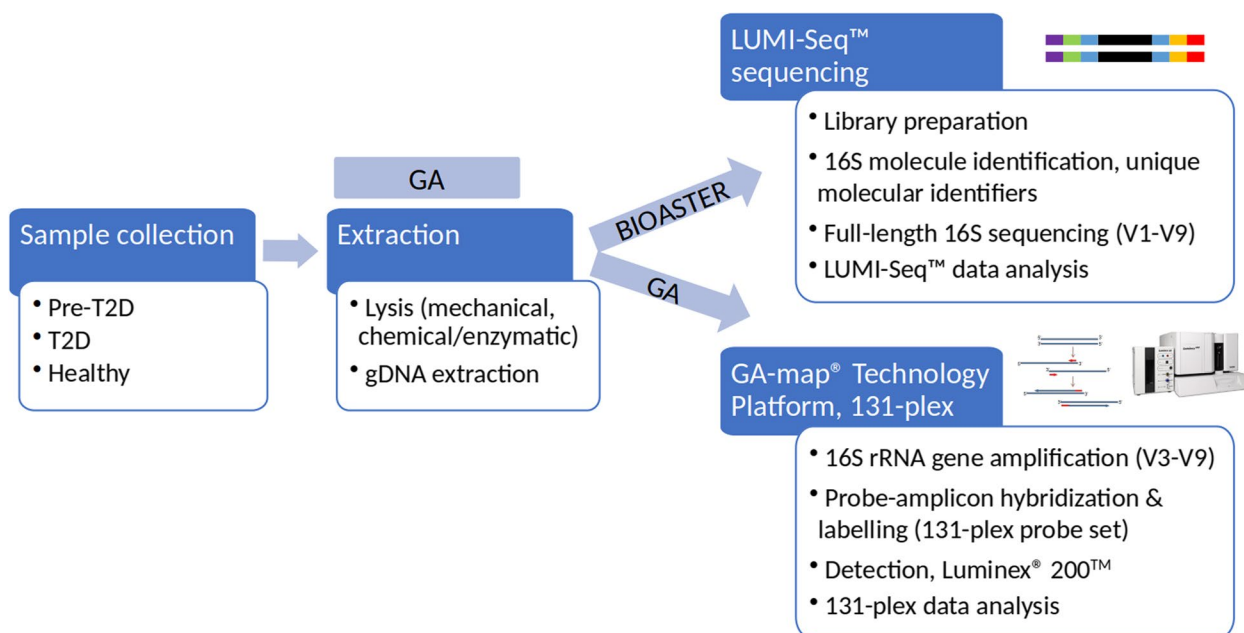 Sample collection
• Pre-T2D
• T2D
• Healthy
GA
Extraction
• Lysis (mechanical,
chemical/enzymatic)
• gDNA extraction
BIOASTER
GA
LUMI-Seq™
sequencing
• Library preparation
• 16S molecule identification, unique
molecular identifiers
• Full-length 16S sequencing (V1-V9)
• LUMI-Seq™ data analysis
GA-map® Technology
Platform, 131-plex
• 16S rRNA gene amplification (V3-V9)
• Probe-amplicon hybridization &
labelling (131-plex probe set)
• Detection, Luminex® 200™
• 131-plex data analysis